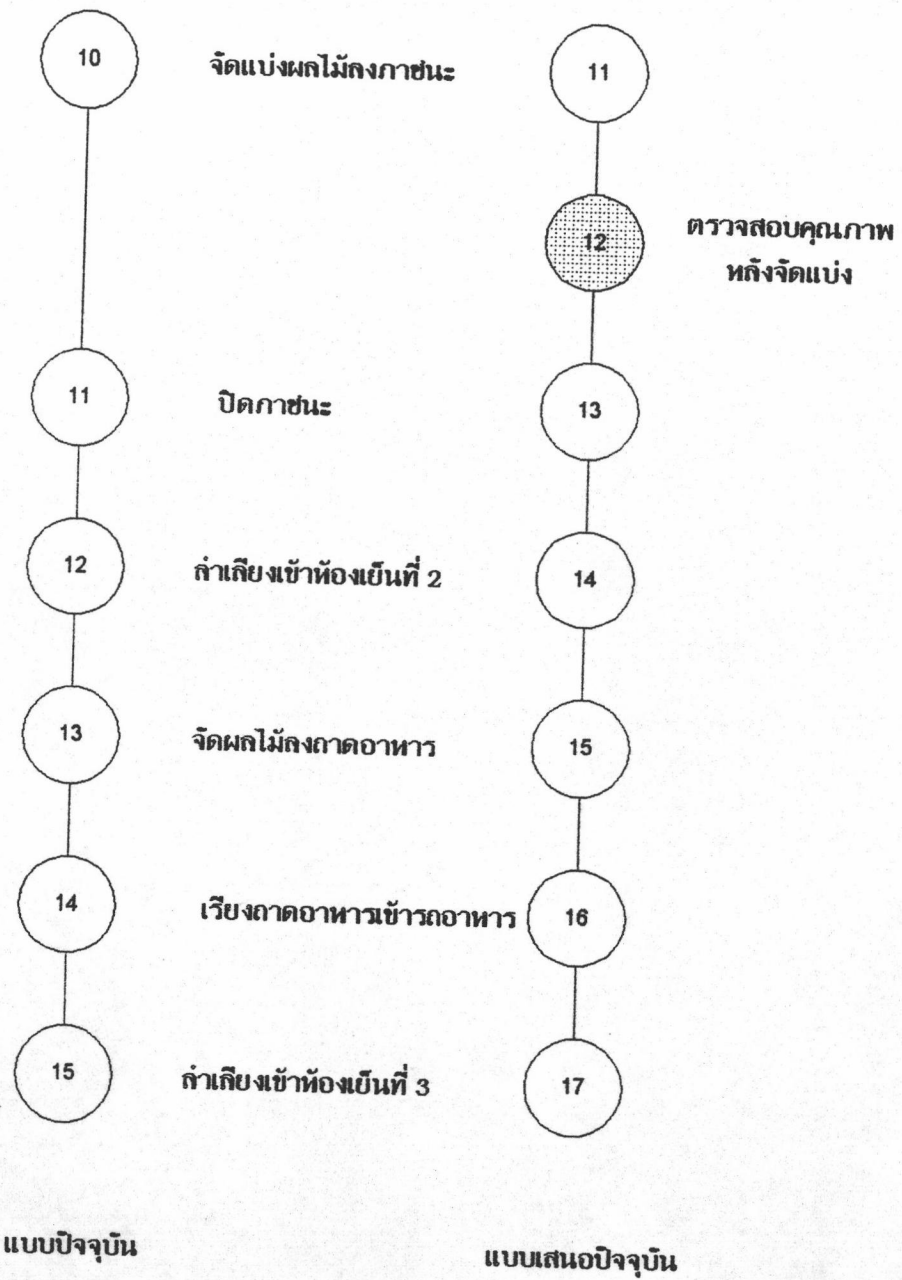 10 จัดแบ่งผลไม้ลงภาชนะ 11
12 ตรวจสอบคุณภาพ
หลังจัดแบ่ง
11 ปิดภาชนะ 13
12 ลำเลียงเข้าห้องเย็นที่ 2 14
13 จัดผลไม้ลงถาดอาหาร 15
14 เรียงถาดอาหารเข้ารถอาหาร 16
15 ลำเลียงเข้าห้องเย็นที่ 3 17
แบบปัจจุบัน
แบบเสนอปัจจุบัน